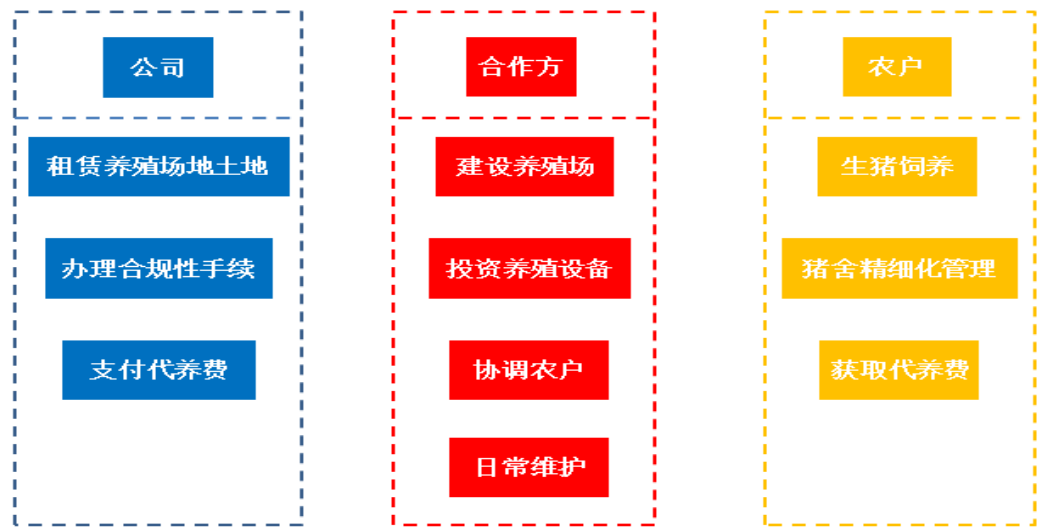 公司
租赁养殖场地土地
办理合规性手续
支付代养费
合作方
建设养殖场
投资养殖设备
协调农户
日常维护
农户
生猪饲养
猪舍精细化管理
获取代养费